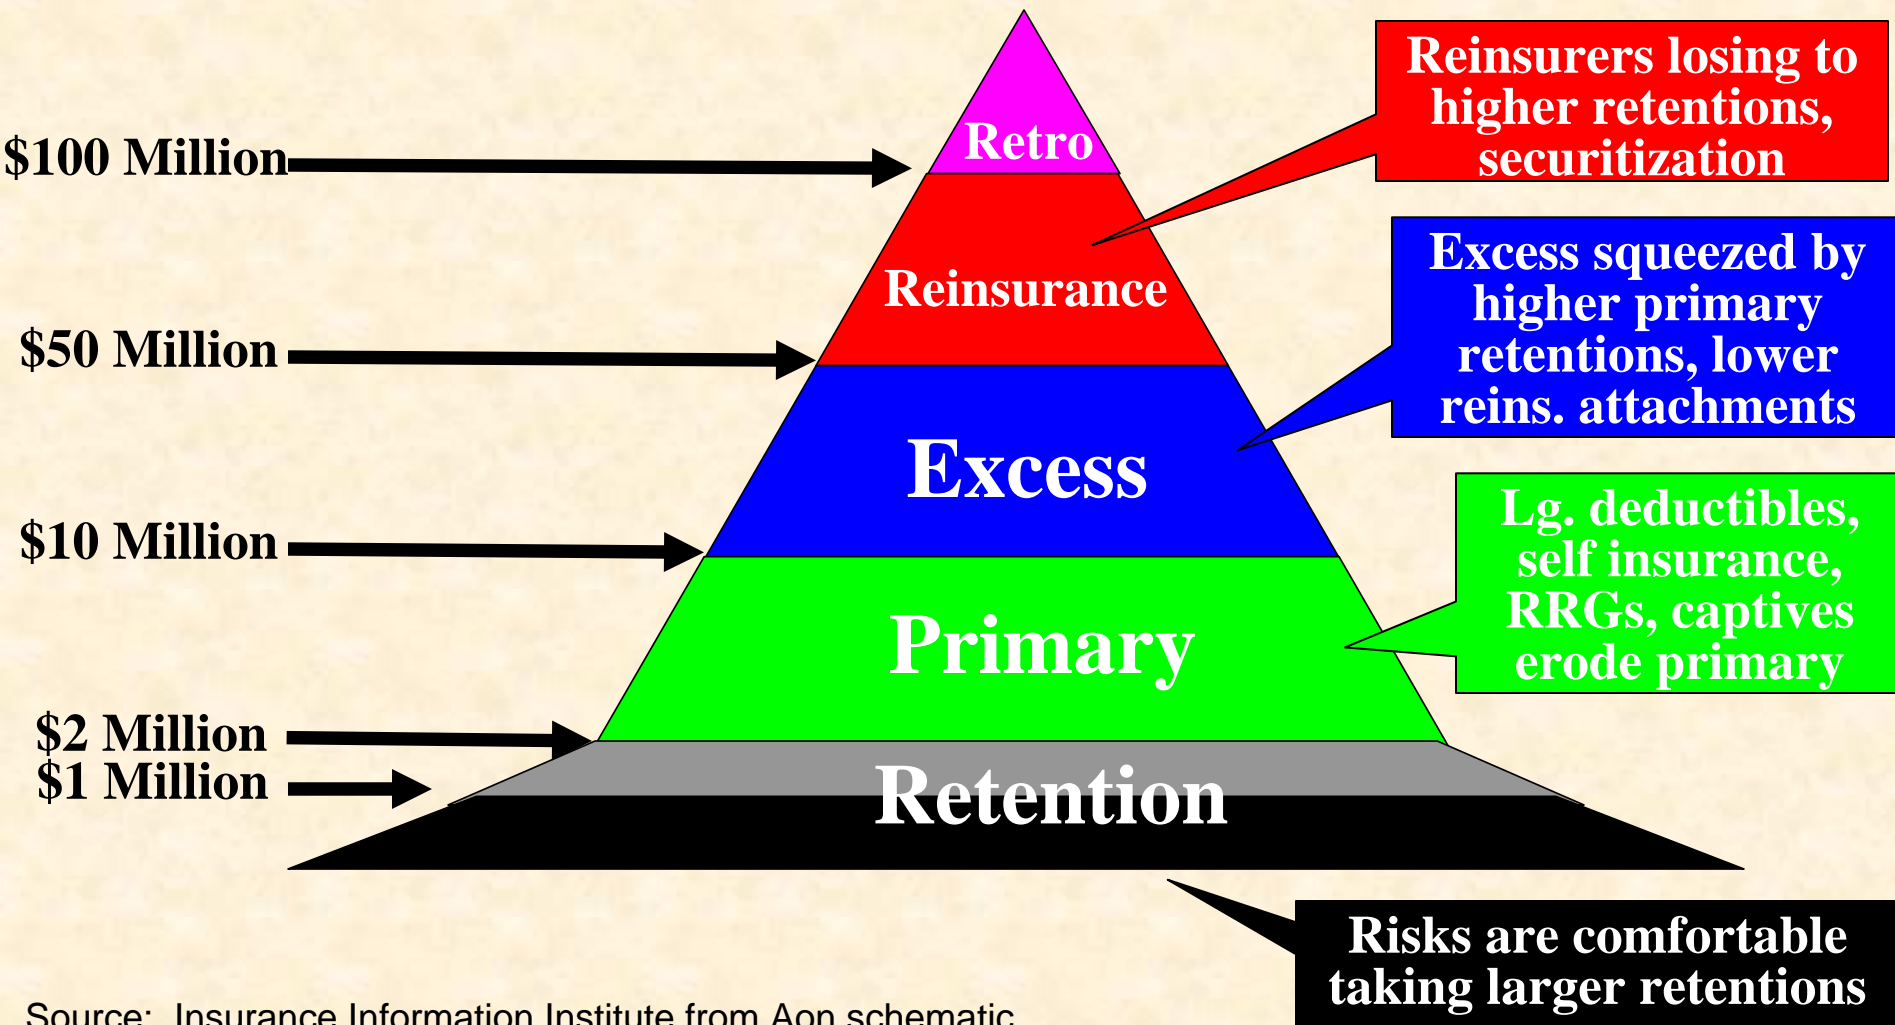 Retro
Reinsurers losing to
higher retentions,
securitization
$100 Million
Reinsurance
Excess squeezed by
higher primary
retentions, lower
reins. attachments
$50 Million
Excess
$10 Million
Lg. deductibles,
self insurance,
RRGs, captives
erode primary
Primary
$2 Million
$1 Million
Retention
Risks are comfortable
taking larger retentions
Source: Insurance Information Institute from Aon schematic